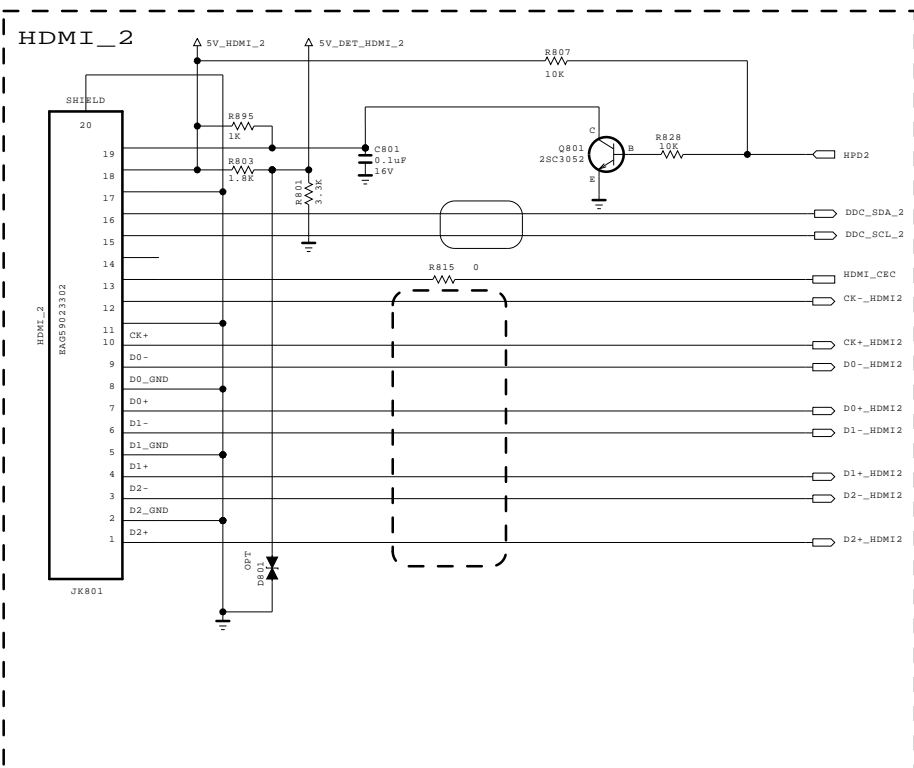 HDMI_2
5V_HDMI_2
5V_DET_HDMI_2
R807
10K
SHIELD
20
R895
1K
C801
0.1uF
16V
C
Q801
2SC3052
B
E
R828
10K
HPD2
19
18
R803
1.8K
R801
3.3K
17
16
DDC_SDA_2
15
DDC_SCL_2
14
R815 0
13
HDMI_CEC
12
CK-_HDMI2
11
HDMI_2
EAG59023302
10
CK+
CK+_HDMI2
D0-
9
D0-_HDMI2
D0_GND
8
D0+
7
D0+_HDMI2
D1-
6
D1-_HDMI2
D1_GND
5
D1+
4
D1+_HDMI2
D2-
3
D2-_HDMI2
D2_GND
2
D2+
1
D2+_HDMI2
OPT
D801
JK801